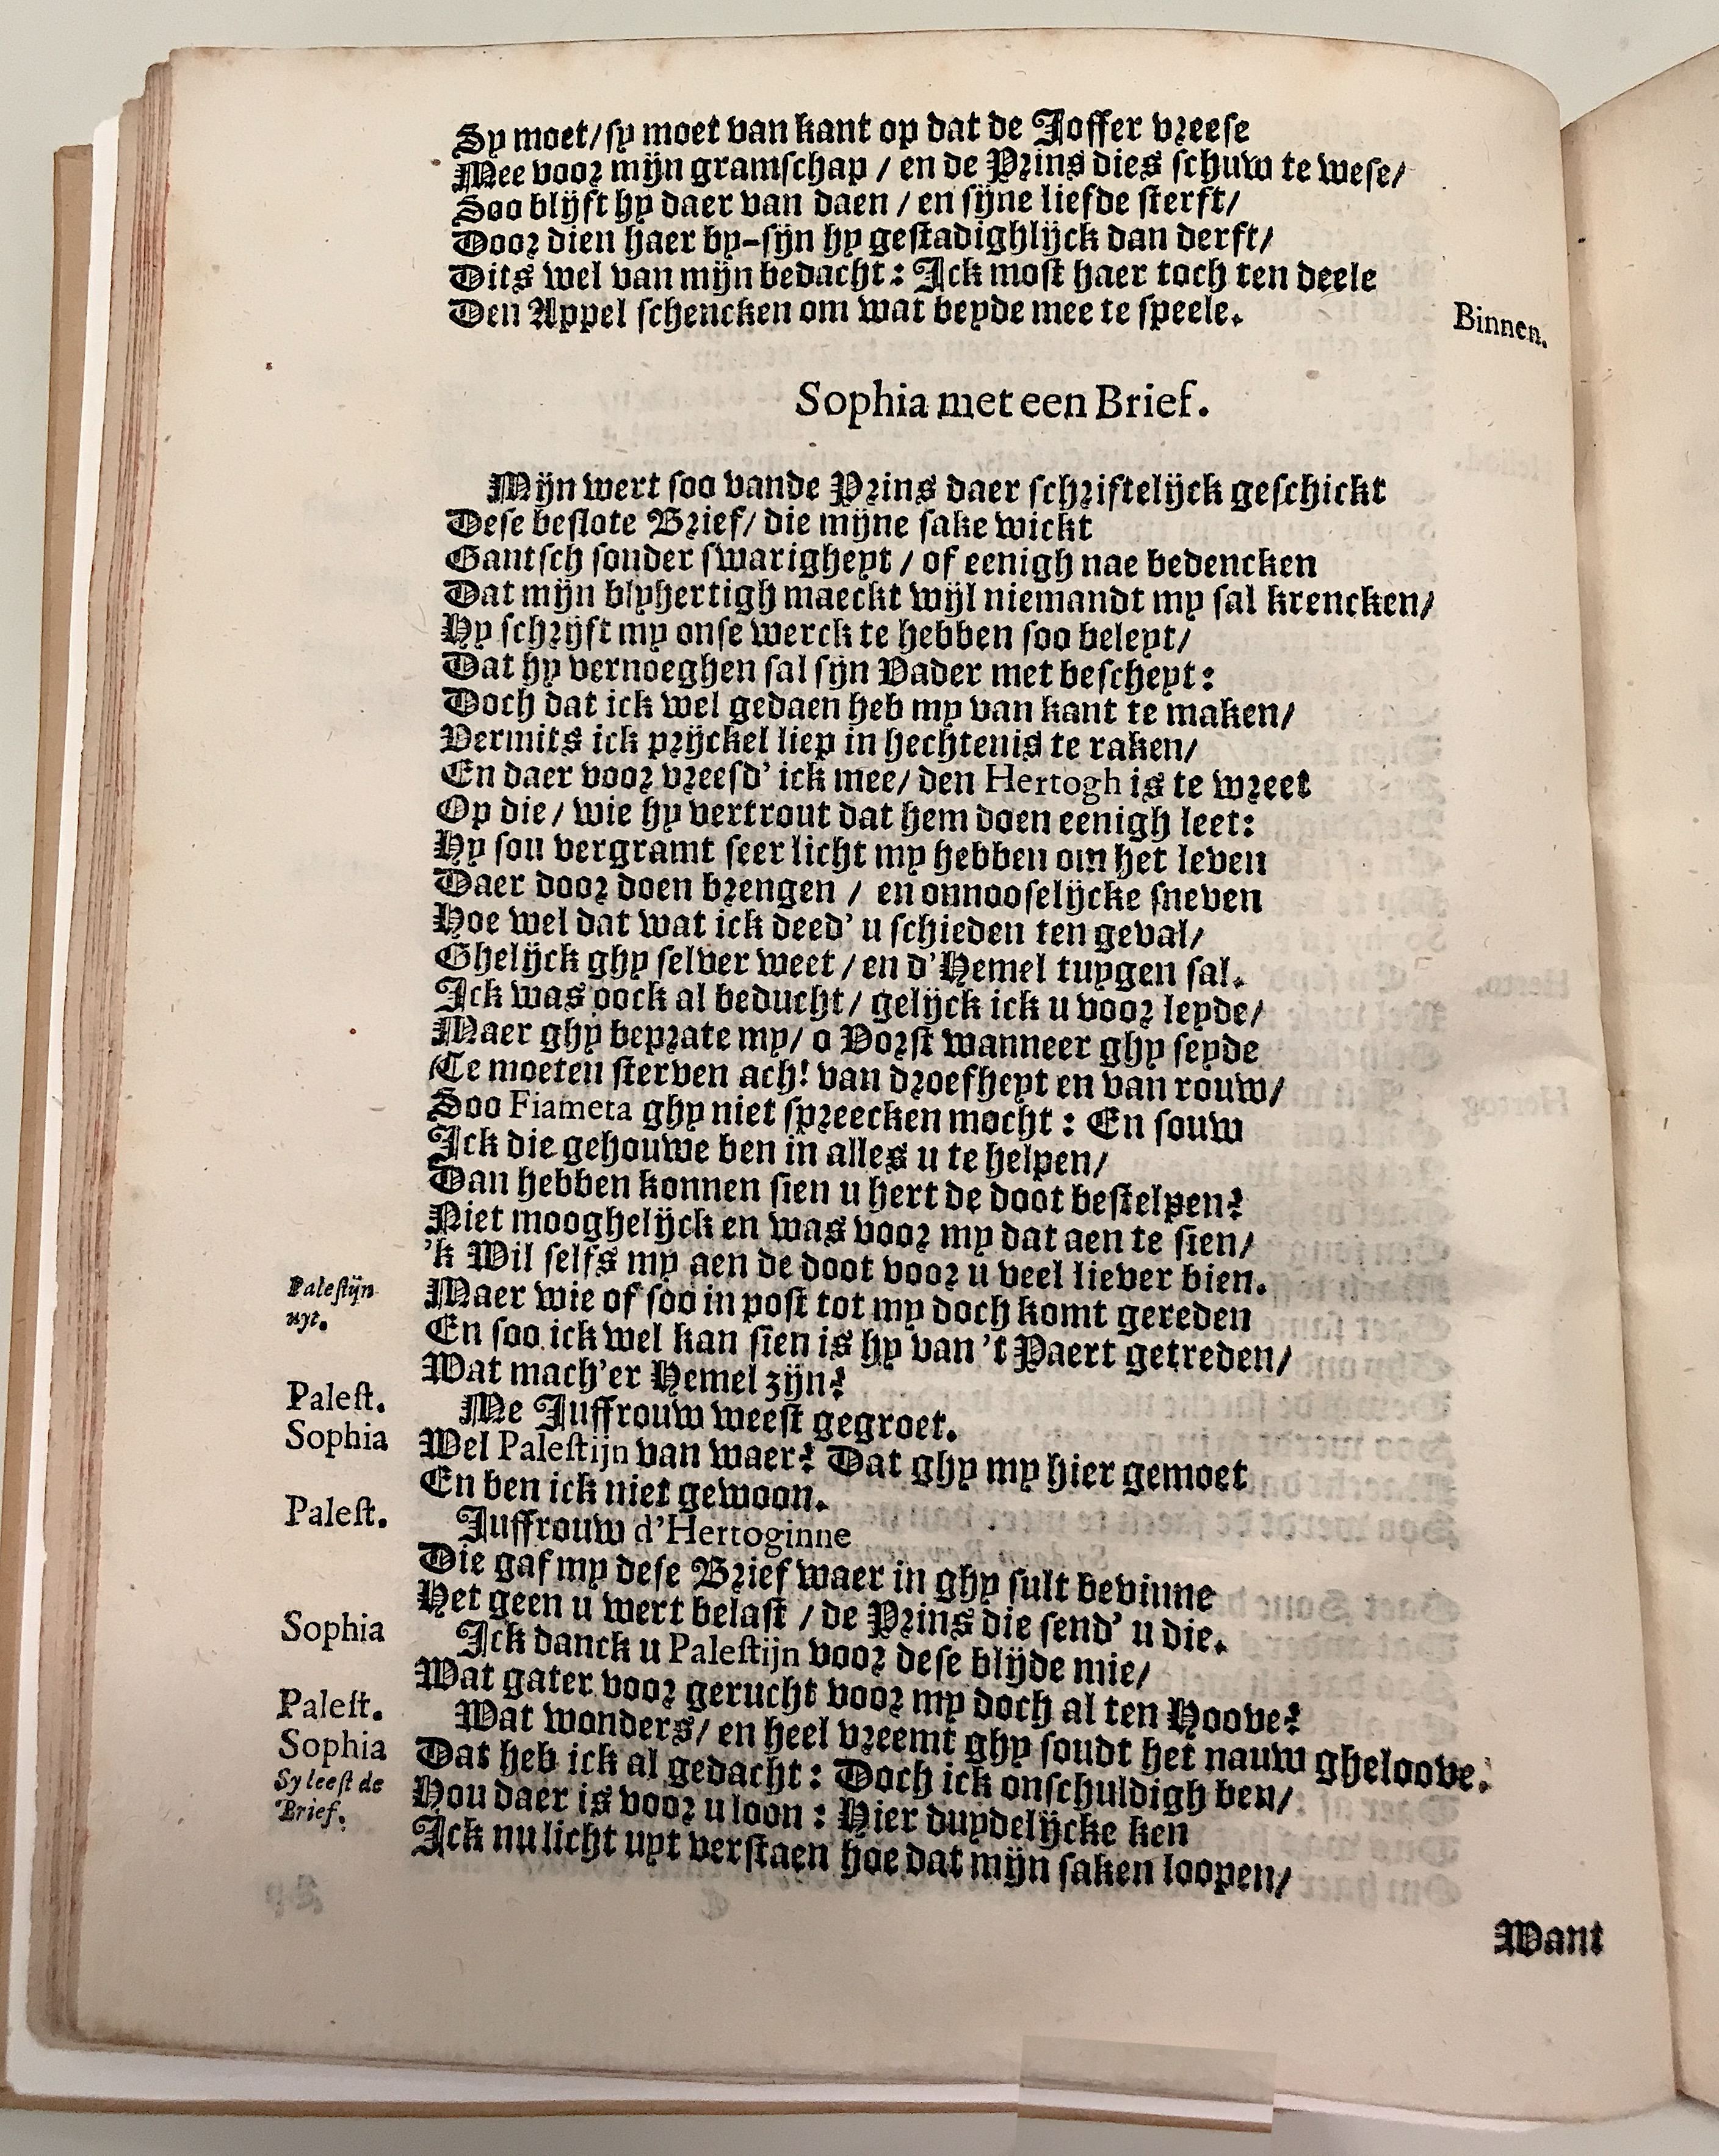 Sy moet/sy moet van kant op dat de Joffer vreese
Mee voor mijn gramschap / en de Prins dies schuw te wese/
Soo blijft hy daer van daen / en sijne liefde sterft/
Door dien haer by-sijn hy gestadighlijck dan derft/
Dits wel van mijn bedacht: Ick most haer toch ten deele
Den Appel schencken om wat beyde mee te speele. Binnen.
Sophia met een Brief.
Mijn wert soo vande Prins daer schriftelijck geschickt
Dese beslote Brief/ die mijne sake wickt
Gantsch sonder swarigheyt / of eenigh nae bedencken
Dat mijn blyhertigh maeckt wijl niemandt my sal krencken/
Hy schrijft my onse werck te hebben soo beleyt/
Dat hy vernoeghen sal sijn Vader met bescheyt:
Doch dat ick wel gedaen heb my van kant te maken/
Vermits ick prijckel liep in hechtenis te raken/
En daer voor vreesd' ick mee/ den Hertogh is te wreet
Op die/ wie hy vertrout dat hem doen eenigh leet:
Hy sou vergramt seer licht my hebben om het leven
Daer door doen brengen / en onnooselijcke sneven
Hoe wel dat wat ick deed' u schieden ten geval/
Ghelijck ghy selver weet / en d'Hemel tuygen sal.
Ick was oock al beducht/ gelijck ick u voor leyde/
Maer ghy beprate my/ o Vorst wanneer ghy seyde
Te moeten sterven ach! van droefheyt en van rouw/
Soo Fiameta ghy niet spreecken mocht: En souw
Ick die gehouwe ben in alles u te helpen/
Dan hebben konnen sien u hert de doot bestelpen?
Niet mooghelijck en was voor my dat aen te sien/
'k Wil selfs my aen de doot voor u veel liever bien.
Palestijn uyt. Maer wie of soo in post tot my doch komt gereden
En soo ick wel kan sien is hy van 't Paert getreden/
Wat mach'er Hemel zijn?
Palest. Me Juffrouw weest gegroet.
Sophia Wel Palestijn van waer? Dat ghy my hier gemoet
En ben ick niet gewoon.
Palest. Juffrouw d'Hertoginne
Die gaf my dese Brief waer in ghy sult bevinne
Het geen u wert belast / de Prins die send' u die.
Sophia Ick danck u Palestijn voor dese blijde mie/
Wat gater voor gerucht voor my doch al ten Hoove?
Palest. Wat wonders/ en heel vreemt ghy soudt het nauw gheloove.
Sophia Dat heb ick al gedacht: Doch ick onschuldigh ben/
Sy leest de Brief. Hou daer is voor u loon: Hier duydelijcke ken
Ick nu licht uyt verstaen hoe dat mijn saken loopen/
Want